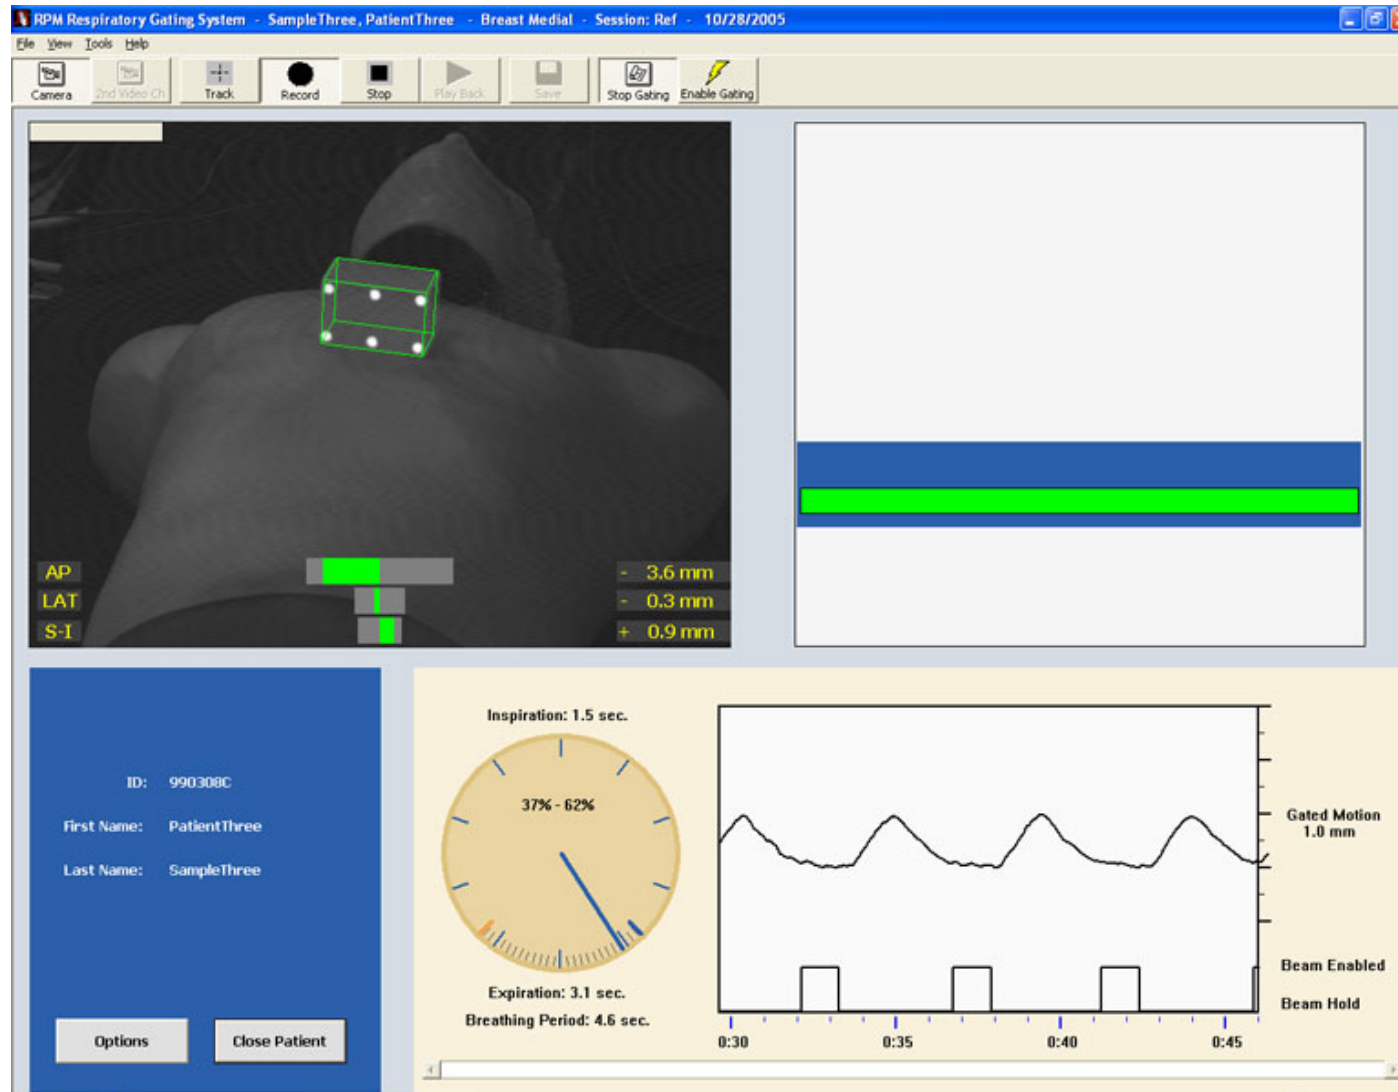 RPM Respiratory Gating System - SampleThree, PatientThree - Breast Medial - Session: Ref - 10/28/2005
File View Tools Help
Camera 2nd Video Ch Track Record Stop Play Back Save Stop Gating Enable Gating
AP - 3.6 mm
LAT - 0.3 mm
S-I + 0.9 mm
ID: 990308C
First Name: PatientThree
Last Name: SampleThree
Options Close Patient
Inspiration: 1.5 sec.
37% - 62%
Expiration: 3.1 sec.
Breathing Period: 4.6 sec.
Gated Motion
1.0 mm
Beam Enabled
Beam Hold
0:30 0:35 0:40 0:45